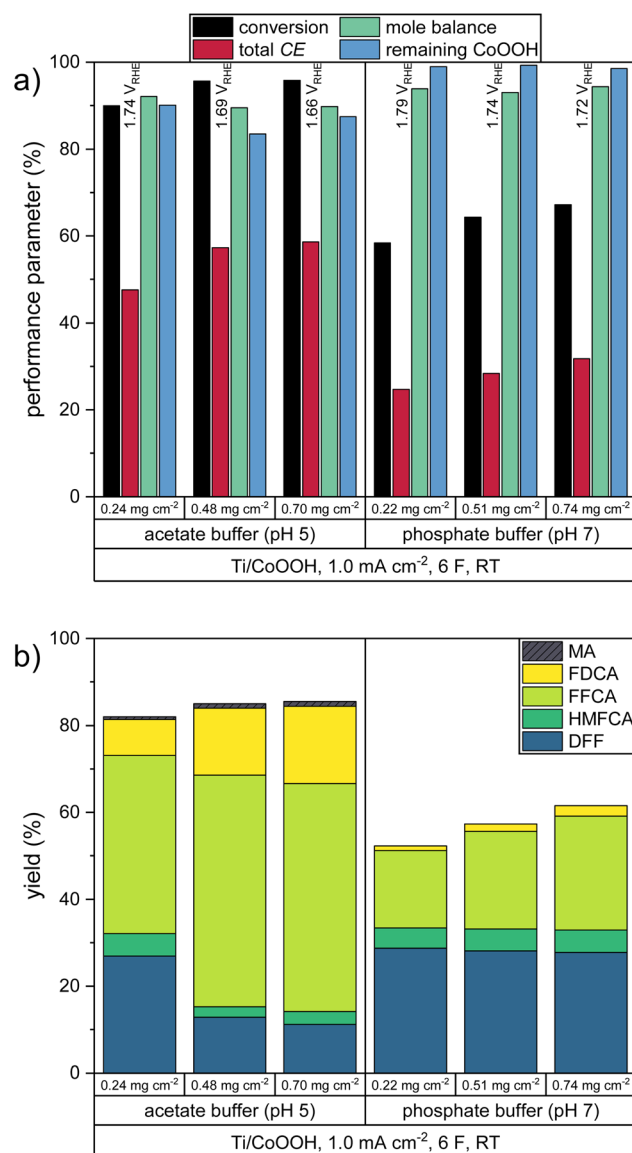 conversion
mole balance
total CE
remaining CoOOH
a)
performance parameter (%)
100
80
60
40
20
0
1.74 V_RHE
1.69 V_RHE
1.66 V_RHE
1.79 V_RHE
1.74 V_RHE
1.72 V_RHE
0.24 mg cm⁻²
0.48 mg cm⁻²
0.70 mg cm⁻²
0.22 mg cm⁻²
0.51 mg cm⁻²
0.74 mg cm⁻²
acetate buffer (pH 5)
phosphate buffer (pH 7)
Ti/CoOOH, 1.0 mA cm⁻², 6 F, RT
b)
yield (%)
100
80
60
40
20
0
MA
FDCA
FFCA
HMFCA
DFF
0.24 mg cm⁻²
0.48 mg cm⁻²
0.70 mg cm⁻²
0.22 mg cm⁻²
0.51 mg cm⁻²
0.74 mg cm⁻²
acetate buffer (pH 5)
phosphate buffer (pH 7)
Ti/CoOOH, 1.0 mA cm⁻², 6 F, RT